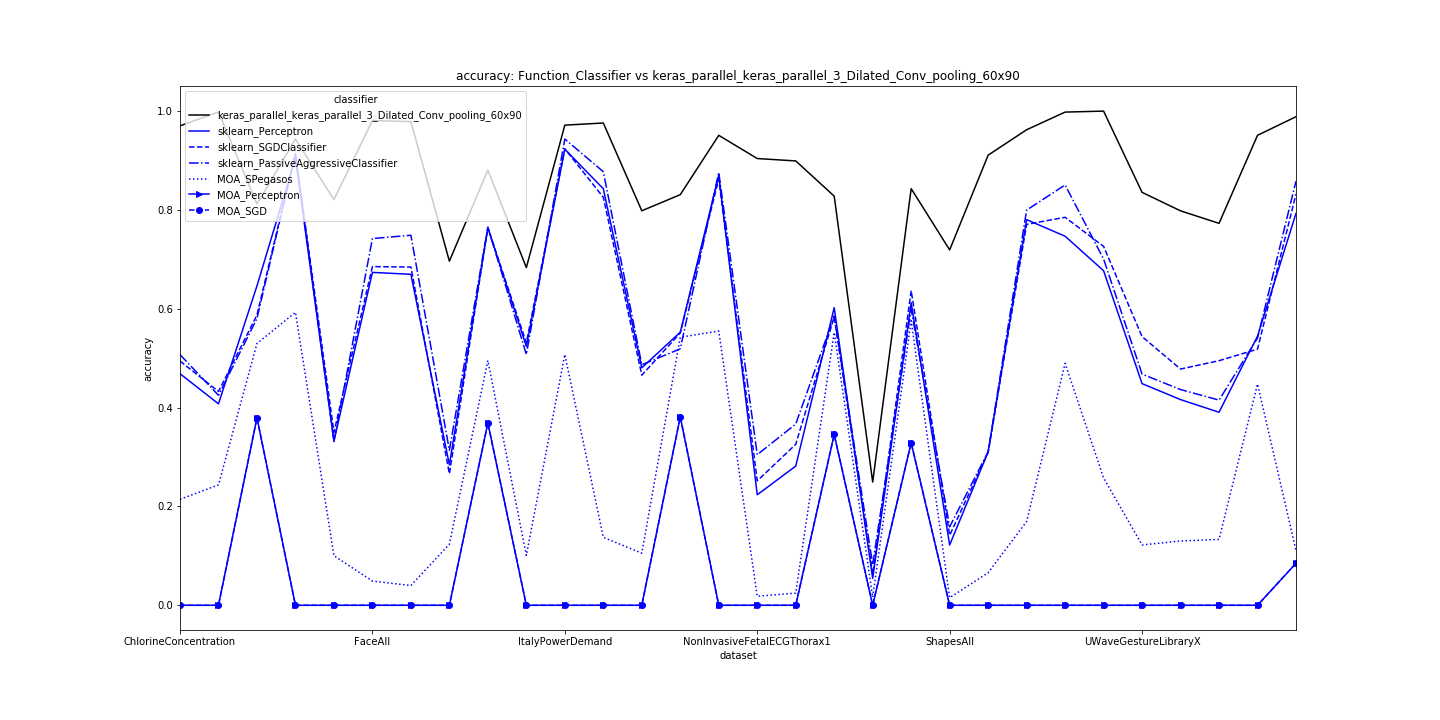 accuracy: Function_Classifier vs keras_parallel_keras_parallel_3_Dilated_Conv_pooling_60x90
classifier
keras_parallel_keras_parallel_3_Dilated_Conv_pooling_60x90
sklearn_Perceptron
sklearn_SGDClassifier
sklearn_PassiveAggressiveClassifier
MOA_SPegasos
MOA_Perceptron
MOA_SGD
1.0
0.8
0.6
0.4
0.2
0.0
accuracy
ChlorineConcentration FaceAll ItalyPowerDemand NonInvasiveFetalECGThorax1 ShapesAll UWaveGestureLibraryX
dataset